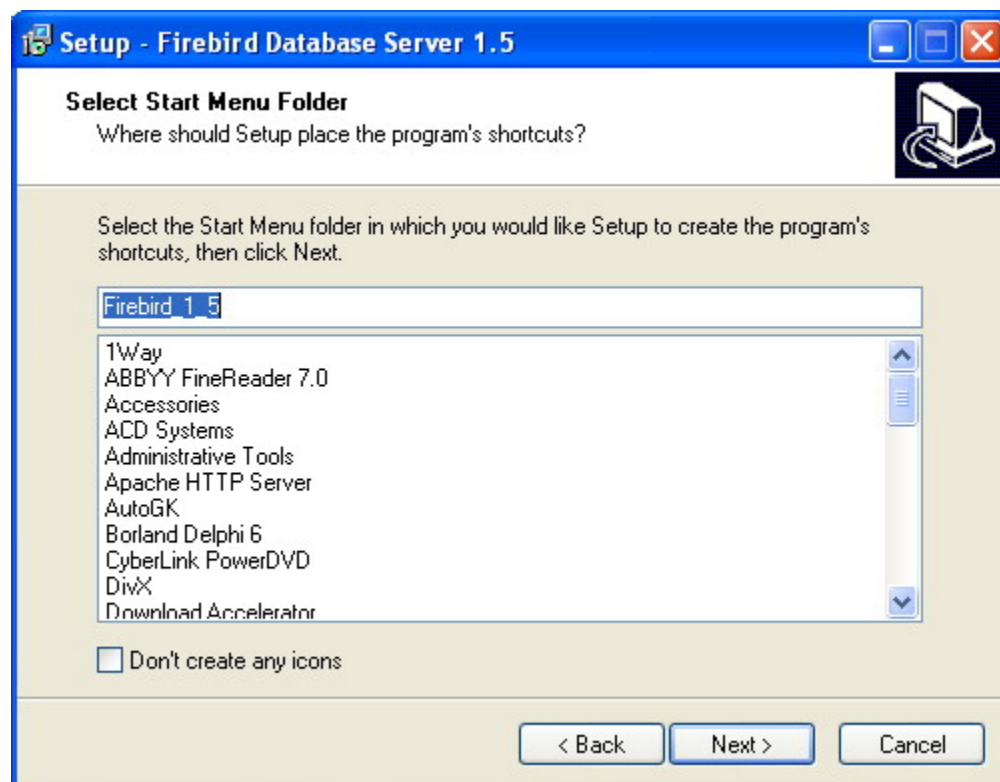 Setup - Firebird Database Server 1.5
Select Start Menu Folder
Where should Setup place the program's shortcuts?
Select the Start Menu folder in which you would like Setup to create the program's
shortcuts, then click Next.
Firebird_1_5
1Way
ABBYY FineReader 7.0
Accessories
ACD Systems
Administrative Tools
Apache HTTP Server
AutoGK
Borland Delphi 6
CyberLink PowerDVD
DivX
Download Accelerator
Don't create any icons
< Back
Next >
Cancel